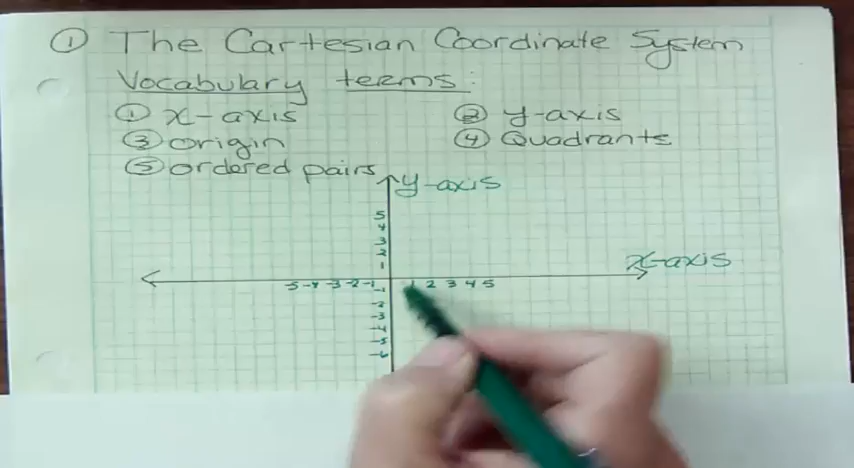 ① The Cartesian Coordinate System
Vocabulary terms:
① x-axis ② y-axis
③ origin ④ Quadrants
⑤ ordered pairs
y-axis
5
4
3
2
1
x-axis
-5 -4 -3 -2 -1 1 2 3 4 5
-1
-2
-3
-4
-5
-6